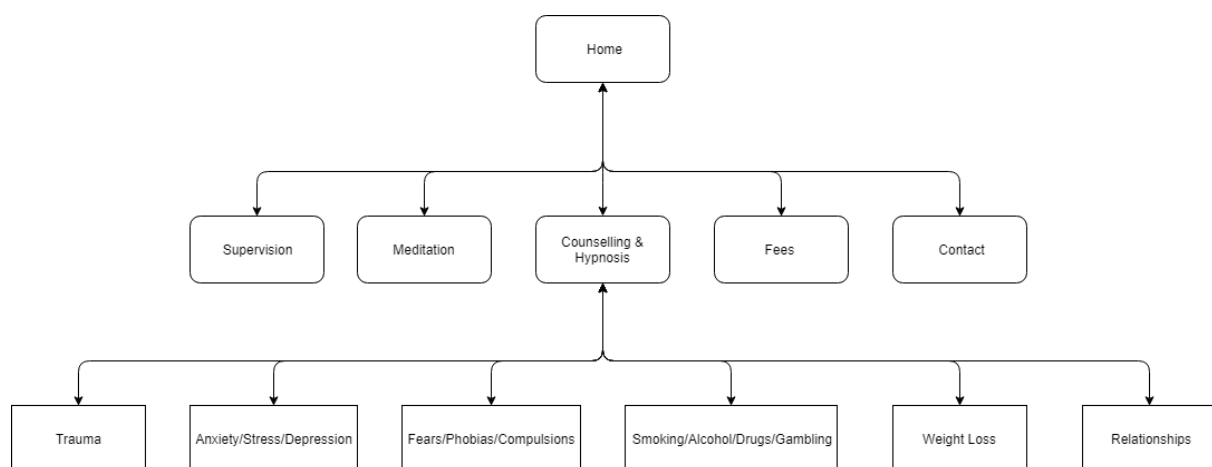 Home
Supervision
Meditation
Counselling &
Hypnosis
Fees
Contact
Trauma
Anxiety/Stress/Depression
Fears/Phobias/Compulsions
Smoking/Alcohol/Drugs/Gambling
Weight Loss
Relationships